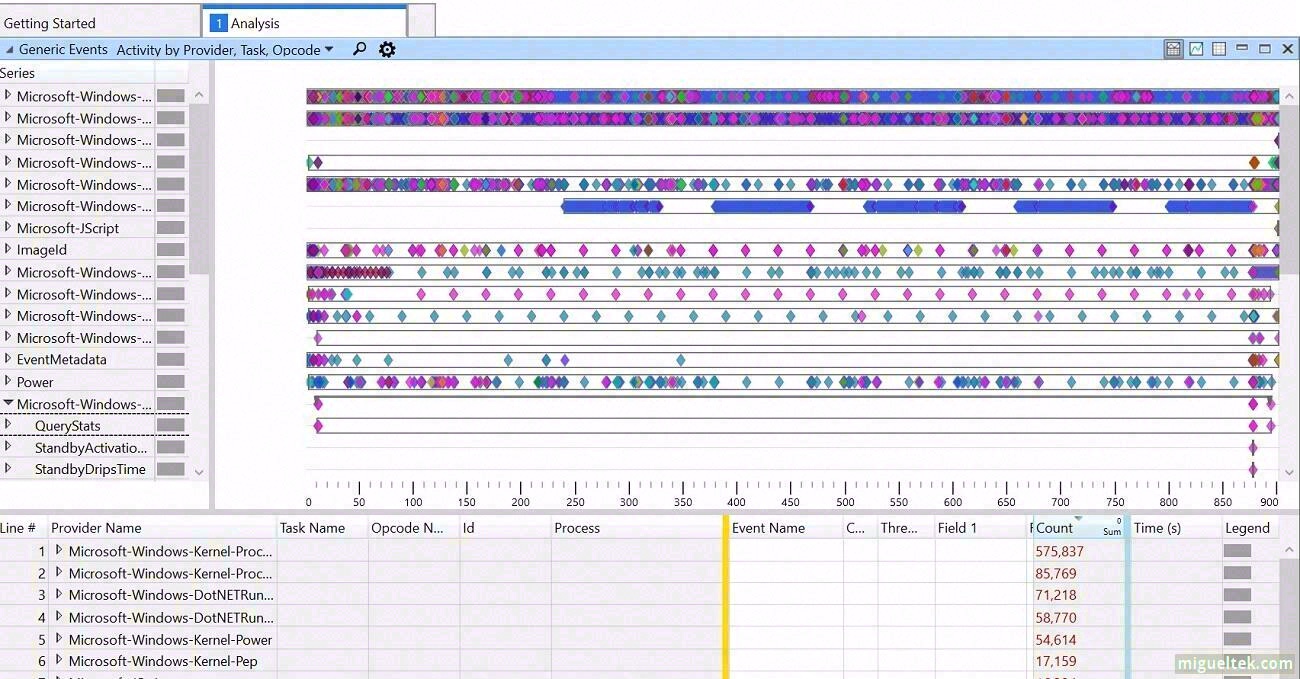 Getting Started
1 Analysis
Generic Events Activity by Provider, Task, Opcode
Series
Microsoft-Windows-...
Microsoft-Windows-...
Microsoft-Windows-...
Microsoft-Windows-...
Microsoft-Windows-...
Microsoft-Windows-...
Microsoft-JScript
ImageId
Microsoft-Windows-...
Microsoft-Windows-...
Microsoft-Windows-...
Microsoft-Windows-...
EventMetadata
Power
Microsoft-Windows-...
QueryStats
StandbyActivatio...
StandbyDripsTime
0 50 100 150 200 250 300 350 400 450 500 550 600 650 700 750 800 850 900
Line # Provider Name Task Name Opcode N... Id Process Event Name C... Thre... Field 1 Count 0 Sum Time (s) Legend
1 Microsoft-Windows-Kernel-Proc... 575,837
2 Microsoft-Windows-Kernel-Proc... 85,769
3 Microsoft-Windows-DotNETRun... 71,218
4 Microsoft-Windows-DotNETRun... 58,770
5 Microsoft-Windows-Kernel-Power 54,614
6 Microsoft-Windows-Kernel-Pep 17,159
migueltek.com